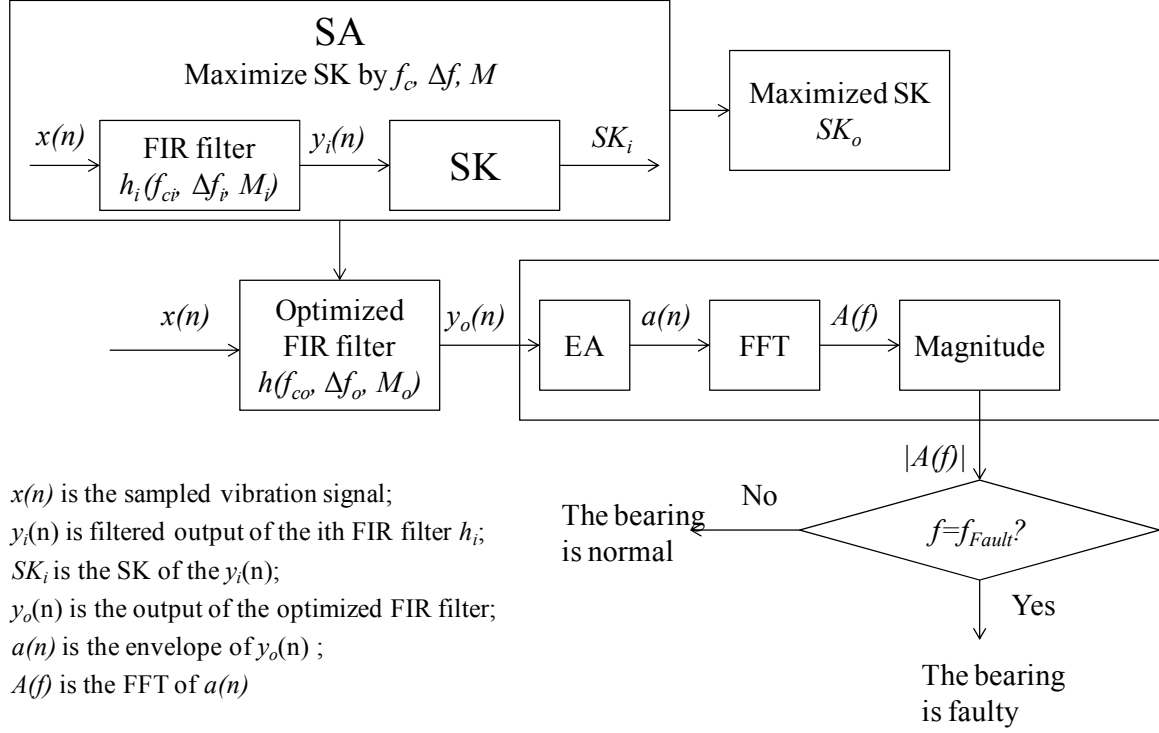 SA
Maximize SK by f_c, Δf, M
x(n)
FIR filter
h_i(f_ci, Δf_i, M_i)
y_i(n)
SK
SK_i
Maximized SK
SK_o
x(n)
Optimized
FIR filter
h(f_co, Δf_o, M_o)
y_o(n)
EA
a(n)
FFT
A(f)
Magnitude
|A(f)|
f=f_Fault?
No
The bearing
is normal
Yes
The bearing
is faulty
x(n) is the sampled vibration signal;
y_i(n) is filtered output of the ith FIR filter h_i;
SK_i is the SK of the y_i(n);
y_o(n) is the output of the optimized FIR filter;
a(n) is the envelope of y_o(n) ;
A(f) is the FFT of a(n)